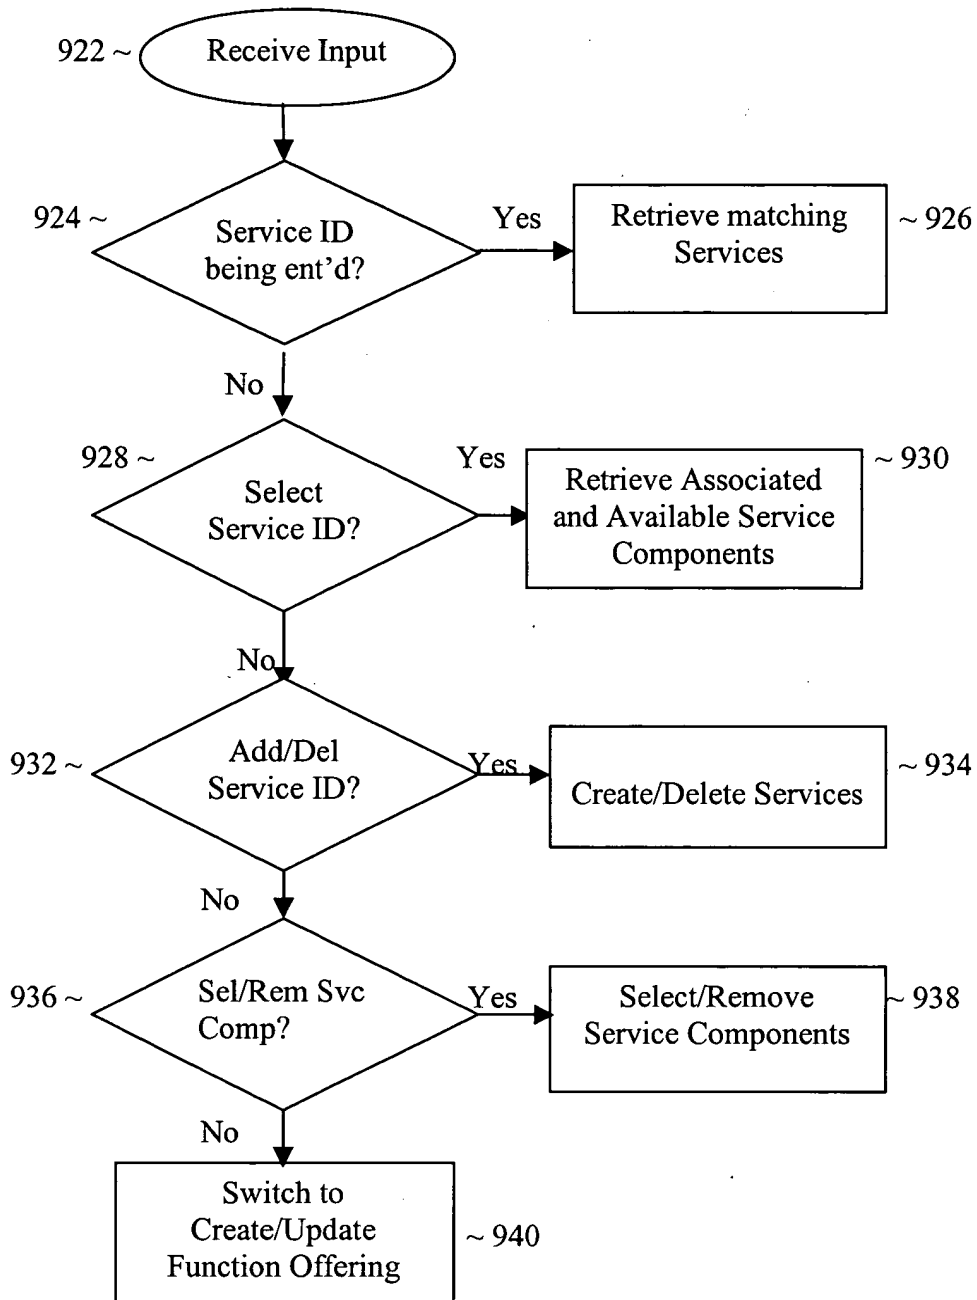 922 ~
Receive Input
924 ~
Service ID
being ent'd?
Yes
Retrieve matching
Services
~ 926
No
928 ~
Select
Service ID?
Yes
Retrieve Associated
and Available Service
Components
~ 930
No
932 ~
Add/Del
Service ID?
Yes
Create/Delete Services
~ 934
No
936 ~
Sel/Rem Svc
Comp?
Yes
Select/Remove
Service Components
~ 938
No
Switch to
Create/Update
Function Offering
~ 940